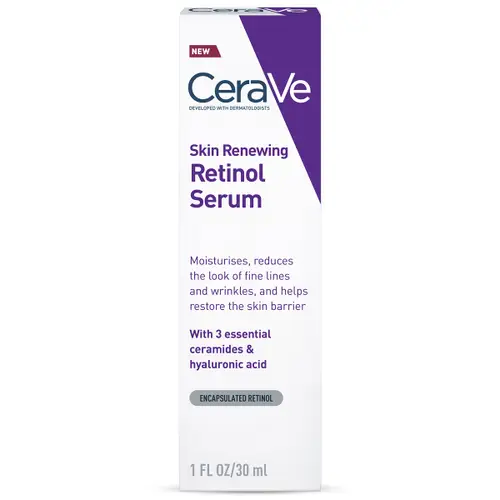 NEW
CeraVe
DEVELOPED WITH DERMATOLOGISTS
Skin Renewing
Retinol
Serum
Moisturises, reduces
the look of fine lines
and wrinkles, and helps
restore the skin barrier
With 3 essential
ceramides &
hyaluronic acid
ENCAPSULATED RETINOL
1 FL OZ/30 ml